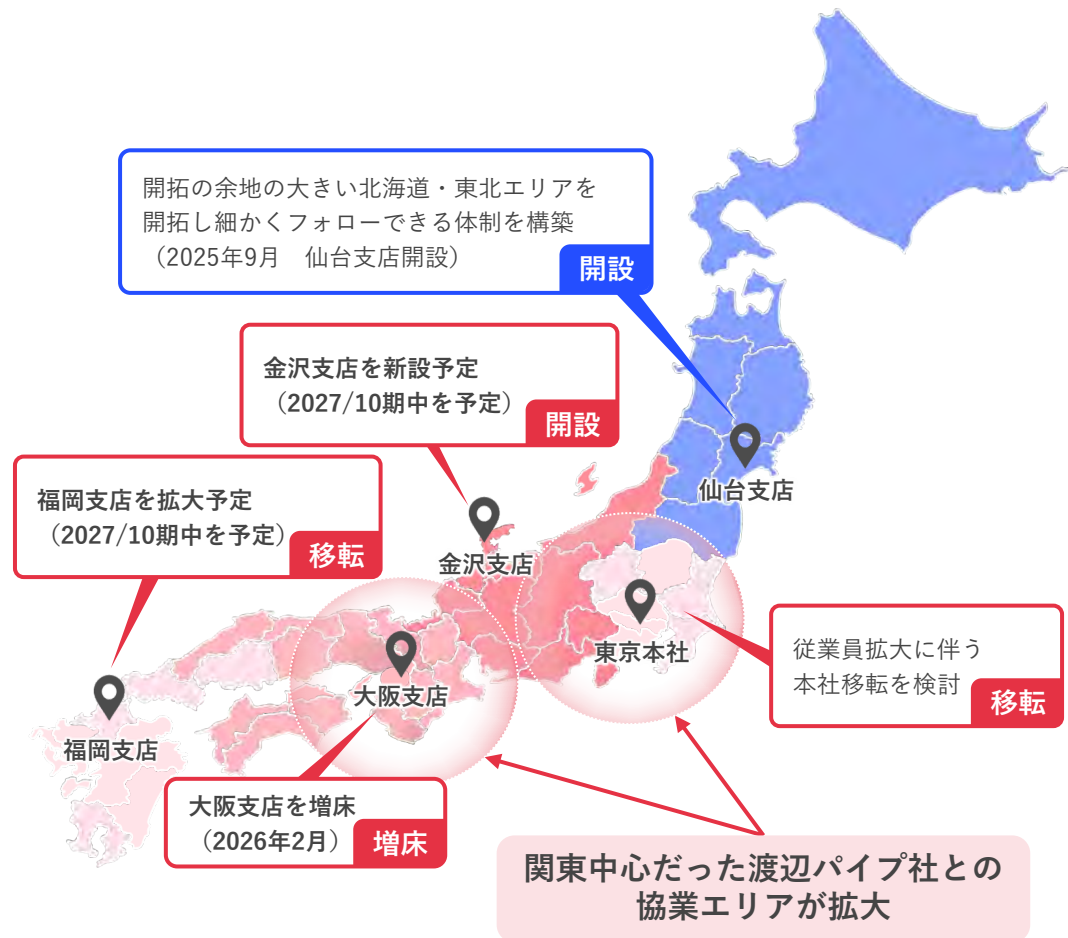 開拓の余地の大きい北海道・東北エリアを
開拓し細かくフォローできる体制を構築
（2025年9月　仙台支店開設）
開設
金沢支店を新設予定
（2027/10期中を予定）
開設
仙台支店
福岡支店を拡大予定
（2027/10期中を予定）
移転
金沢支店
東京本社
従業員拡大に伴う
本社移転を検討
移転
大阪支店
福岡支店
大阪支店を増床
（2026年2月）
増床
関東中心だった渡辺パイプ社との
協業エリアが拡大